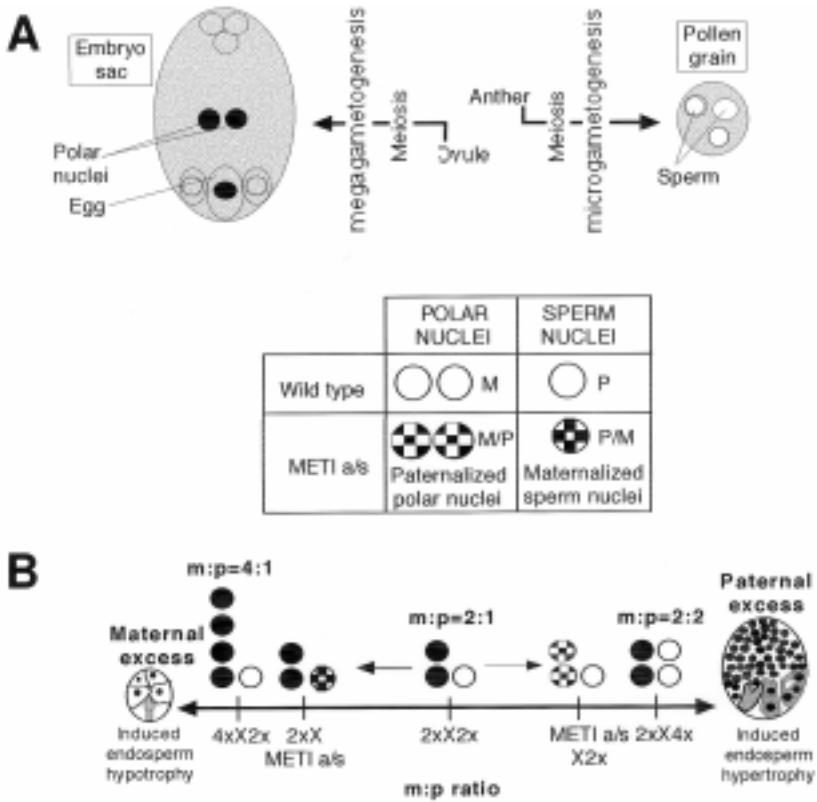 A
Embryo
sac
Polar
nuclei
Egg
megagametogenesis
Meiosis
Ovule
Anther
Meiosis
microgametogenesis
Pollen
grain
Sperm
POLAR
NUCLEI
SPERM
NUCLEI
Wild type
M
P
METI a/s
M/P
Paternalized
polar nuclei
P/M
Maternalized
sperm nuclei
B
m:p=4:1
m:p=2:1
m:p=2:2
Maternal
excess
Paternal
excess
Induced
endosperm
hypotrophy
4xX2x
2xX
METI a/s
2xX2x
METI a/s
X2x
2xX4x
Induced
endosperm
hypertrophy
m:p ratio